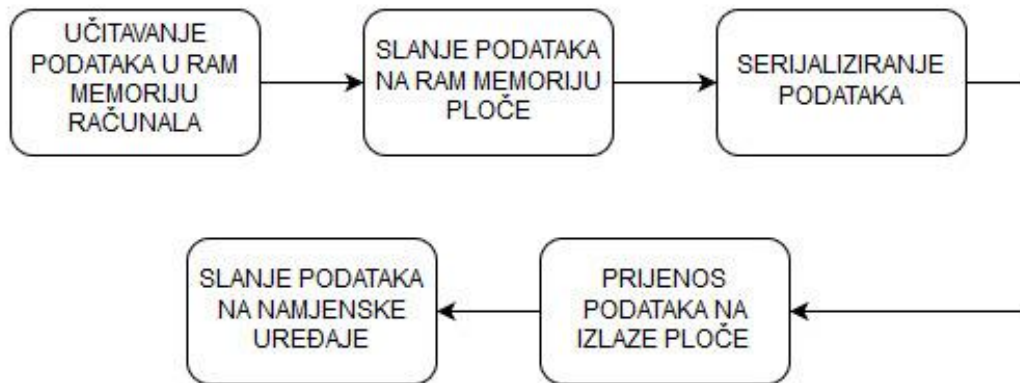 UČITAVANJE
PODATAKA U RAM
MEMORIJU
RAČUNALA
SLANJE PODATAKA
NA RAM MEMORIJU
PLOČE
SERIJALIZIRANJE
PODATAKA
PRIJENOS
PODATAKA NA
IZLAZE PLOČE
SLANJE PODATAKA
NA NAMJENSKE
UREĐAJE